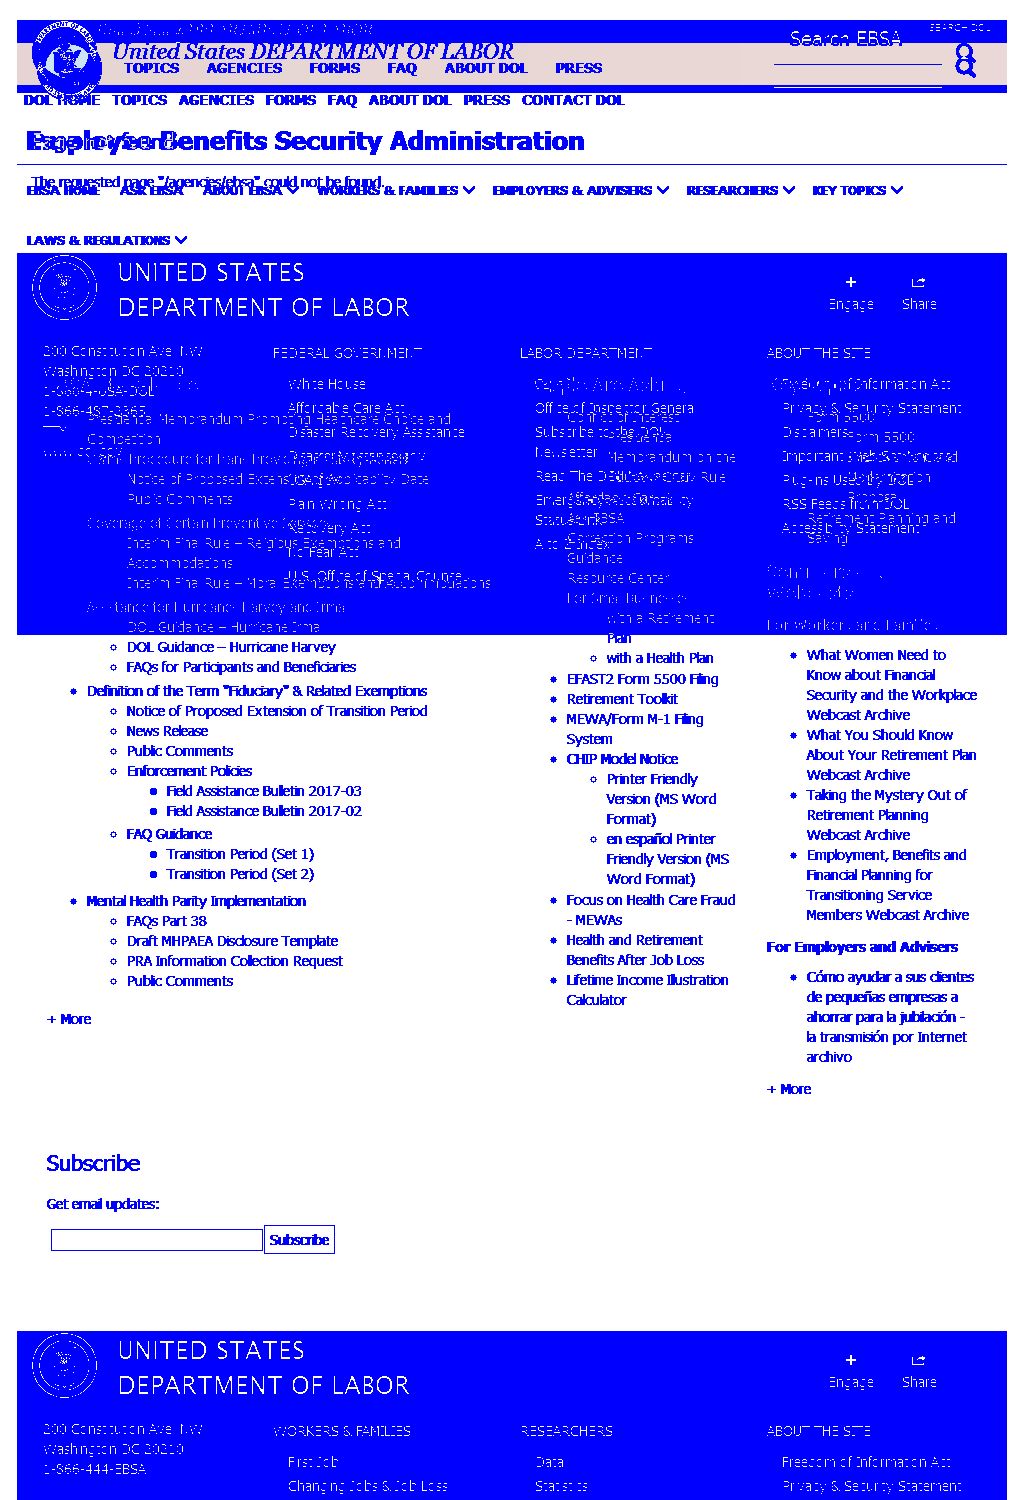 SEARCH DOL
Search EBSA
United States DEPARTMENT OF LABOR
TOPICS AGENCIES FORMS FAQ ABOUT DOL PRESS
DOL HOME TOPICS AGENCIES FORMS FAQ ABOUT DOL PRESS CONTACT DOL
Employee Benefits Security Administration
The requested page "/agencies/ebsa" could not be found.
EBSA HOME ASK EBSA ABOUT EBSA WORKERS & FAMILIES EMPLOYERS & ADVISERS RESEARCHERS KEY TOPICS
LAWS & REGULATIONS
UNITED STATES
DEPARTMENT OF LABOR
Engage Share
200 Constitution Ave NW
Washington DC 20210
1-866-4-USA-DOL
1-866-487-2365
Presidential Memorandum Promoting Healthcare Choice and
Competition
Notice of Proposed Extension of Applicability Date
Public Comments
Coverage of Certain Preventive Services
Interim Final Rule – Religious Exemptions and
Accommodations
Interim Final Rule – Moral Exemptions and Accommodations
Assistance for Hurricanes Harvey and Irma
DOL Guidance – Hurricane Irma
DOL Guidance – Hurricane Harvey
FAQs for Participants and Beneficiaries
Definition of the Term "Fiduciary" & Related Exemptions
Notice of Proposed Extension of Transition Period
News Release
Public Comments
Enforcement Policies
Field Assistance Bulletin 2017-03
Field Assistance Bulletin 2017-02
FAQ Guidance
Transition Period (Set 1)
Transition Period (Set 2)
Mental Health Parity Implementation
FAQs Part 38
Draft MHPAEA Disclosure Template
PRA Information Collection Request
Public Comments
+ More
FEDERAL GOVERNMENT
White House
Affordable Care Act
Disaster Recovery Assistance
USA.gov
Plain Writing Act
Recovery Act
No Fear Act
U.S. Office of Special Counsel
LABOR DEPARTMENT
Office of Inspector General
Subscribe to the DOL
Newsletter
Read The DOL Newsletter
Emergency Accountability
Status Link
A to Z Index
Presidential
Memorandum on the
Fiduciary Rule
Ask EBSA
Correction Programs
Guidance
Resource Center
For Small Businesses
with a Retirement
Plan
with a Health Plan
EFAST2 Form 5500 Filing
Retirement Toolkit
MEWA/Form M-1 Filing
System
CHIP Model Notice
Printer Friendly
Version (MS Word
Format)
en español Printer
Friendly Version (MS
Word Format)
Focus on Health Care Fraud
- MEWAs
Health and Retirement
Benefits After Job Loss
Lifetime Income Illustration
Calculator
ABOUT THE SITE
Freedom of Information Act
Privacy & Security Statement
Disclaimers
Important Web Site Notices
Plug-ins Used by DOL
RSS Feeds from DOL
Accessibility Statement
Form 5500
Form 5500
Retirement Planning and
Saving
For Workers and Families
What Women Need to
Know about Financial
Security and the Workplace
Webcast Archive
What You Should Know
About Your Retirement Plan
Webcast Archive
Taking the Mystery Out of
Retirement Planning
Webcast Archive
Employment, Benefits and
Financial Planning for
Transitioning Service
Members Webcast Archive
For Employers and Advisers
Cómo ayudar a sus clientes
de pequeñas empresas a
ahorrar para la jubilación -
la transmisión por Internet
archivo
+ More
Subscribe
Get email updates:
Subscribe
UNITED STATES
DEPARTMENT OF LABOR
Engage Share
200 Constitution Ave NW
Washington DC 20210
1-866-444-EBSA
WORKERS & FAMILIES
First Job
Changing Jobs & Job Loss
RESEARCHERS
Data
Statistics
ABOUT THE SITE
Freedom of Information Act
Privacy & Security Statement